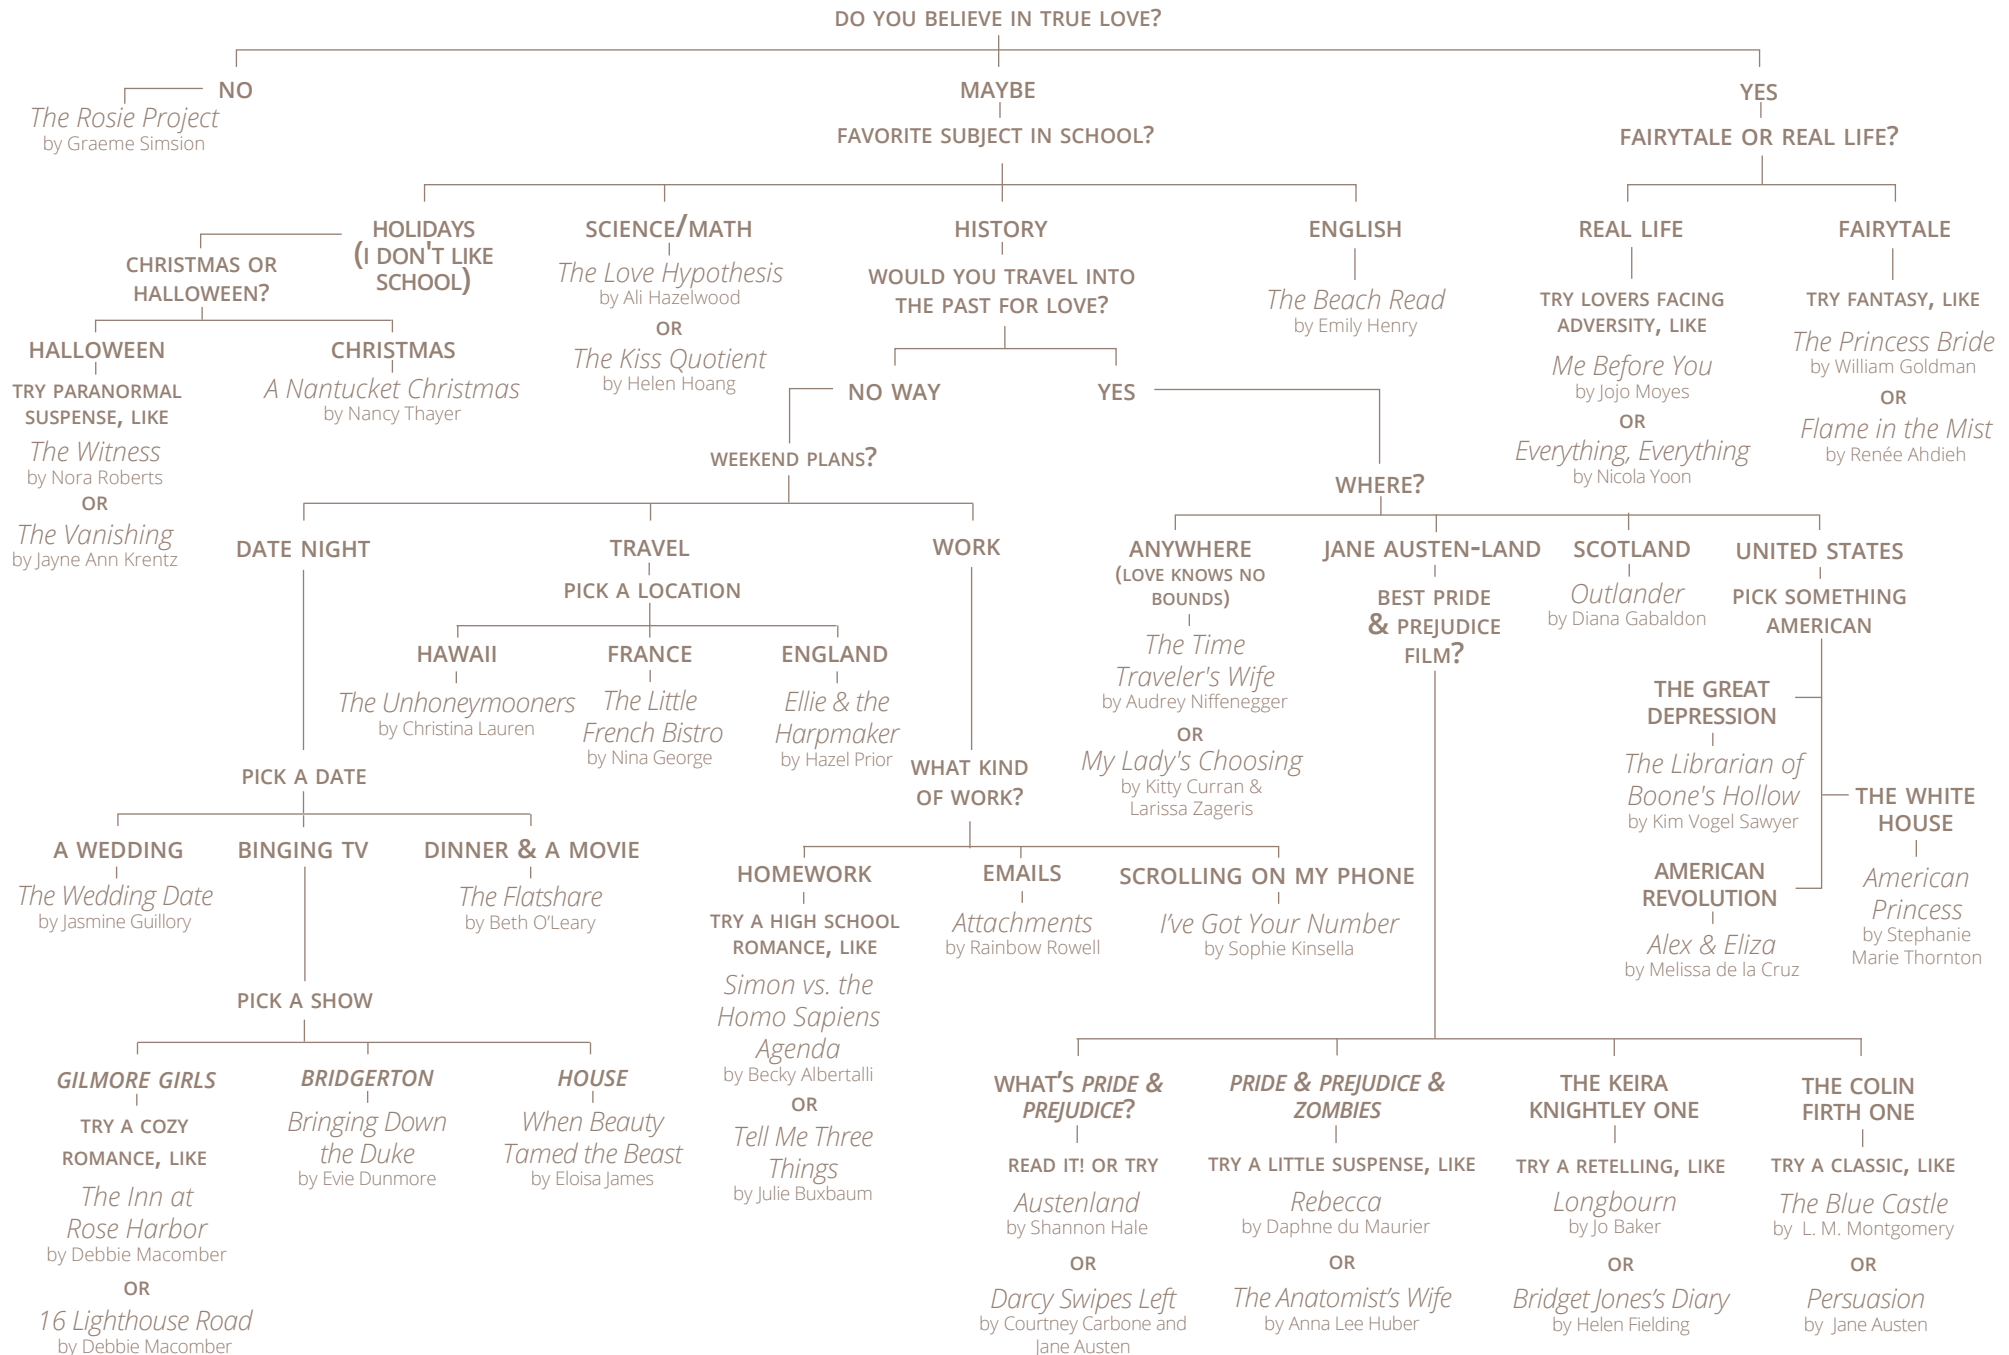 DO YOU BELIEVE IN TRUE LOVE?
NO
The Rosie Project
by Graeme Simsion
MAYBE
FAVORITE SUBJECT IN SCHOOL?
YES
FAIRYTALE OR REAL LIFE?
HOLIDAYS
(I DON'T LIKE
SCHOOL)
CHRISTMAS OR
HALLOWEEN?
HALLOWEEN
TRY PARANORMAL
SUSPENSE, LIKE
The Witness
by Nora Roberts
OR
The Vanishing
by Jayne Ann Krentz
CHRISTMAS
A Nantucket Christmas
by Nancy Thayer
SCIENCE/MATH
The Love Hypothesis
by Ali Hazelwood
OR
The Kiss Quotient
by Helen Hoang
HISTORY
WOULD YOU TRAVEL INTO
THE PAST FOR LOVE?
NO WAY
YES
ENGLISH
The Beach Read
by Emily Henry
REAL LIFE
TRY LOVERS FACING
ADVERSITY, LIKE
Me Before You
by Jojo Moyes
OR
Everything, Everything
by Nicola Yoon
FAIRYTALE
TRY FANTASY, LIKE
The Princess Bride
by William Goldman
OR
Flame in the Mist
by Renée Ahdieh
WEEKEND PLANS?
DATE NIGHT
TRAVEL
PICK A LOCATION
HAWAII
The Unhoneymooners
by Christina Lauren
FRANCE
The Little
French Bistro
by Nina George
ENGLAND
Ellie & the
Harpmaker
by Hazel Prior
WORK
WHAT KIND
OF WORK?
HOMEWORK
TRY A HIGH SCHOOL
ROMANCE, LIKE
Simon vs. the
Homo Sapiens
Agenda
by Becky Albertalli
OR
Tell Me Three
Things
by Julie Buxbaum
EMAILS
Attachments
by Rainbow Rowell
SCROLLING ON MY PHONE
I’ve Got Your Number
by Sophie Kinsella
PICK A DATE
A WEDDING
The Wedding Date
by Jasmine Guillory
BINGING TV
DINNER & A MOVIE
The Flatshare
by Beth O’Leary
PICK A SHOW
GILMORE GIRLS
TRY A COZY
ROMANCE, LIKE
The Inn at
Rose Harbor
by Debbie Macomber
OR
16 Lighthouse Road
by Debbie Macomber
BRIDGERTON
Bringing Down
the Duke
by Evie Dunmore
HOUSE
When Beauty
Tamed the Beast
by Eloisa James
WHERE?
ANYWHERE
(LOVE KNOWS NO
BOUNDS)
The Time
Traveler's Wife
by Audrey Niffenegger
OR
My Lady's Choosing
by Kitty Curran &
Larissa Zageris
JANE AUSTEN-LAND
BEST PRIDE
& PREJUDICE
FILM?
SCOTLAND
Outlander
by Diana Gabaldon
UNITED STATES
PICK SOMETHING
AMERICAN
THE GREAT
DEPRESSION
The Librarian of
Boone's Hollow
by Kim Vogel Sawyer
THE WHITE
HOUSE
American
Princess
by Stephanie
Marie Thornton
AMERICAN
REVOLUTION
Alex & Eliza
by Melissa de la Cruz
WHAT’S PRIDE &
PREJUDICE?
READ IT! OR TRY
Austenland
by Shannon Hale
OR
Darcy Swipes Left
by Courtney Carbone and
Jane Austen
PRIDE & PREJUDICE &
ZOMBIES
TRY A LITTLE SUSPENSE, LIKE
Rebecca
by Daphne du Maurier
OR
The Anatomist’s Wife
by Anna Lee Huber
THE KEIRA
KNIGHTLEY ONE
TRY A RETELLING, LIKE
Longbourn
by Jo Baker
OR
Bridget Jones’s Diary
by Helen Fielding
THE COLIN
FIRTH ONE
TRY A CLASSIC, LIKE
The Blue Castle
by L. M. Montgomery
OR
Persuasion
by Jane Austen